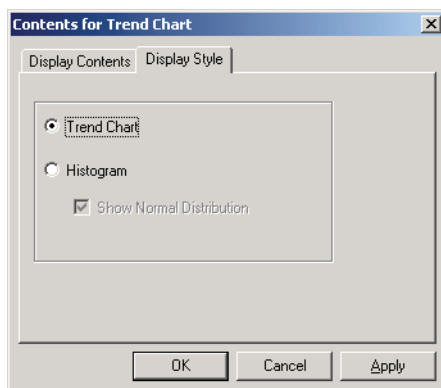 Contents for Trend Chart
Display Contents
Display Style
Trend Chart
Histogram
Show Normal Distribution
OK
Cancel
Apply